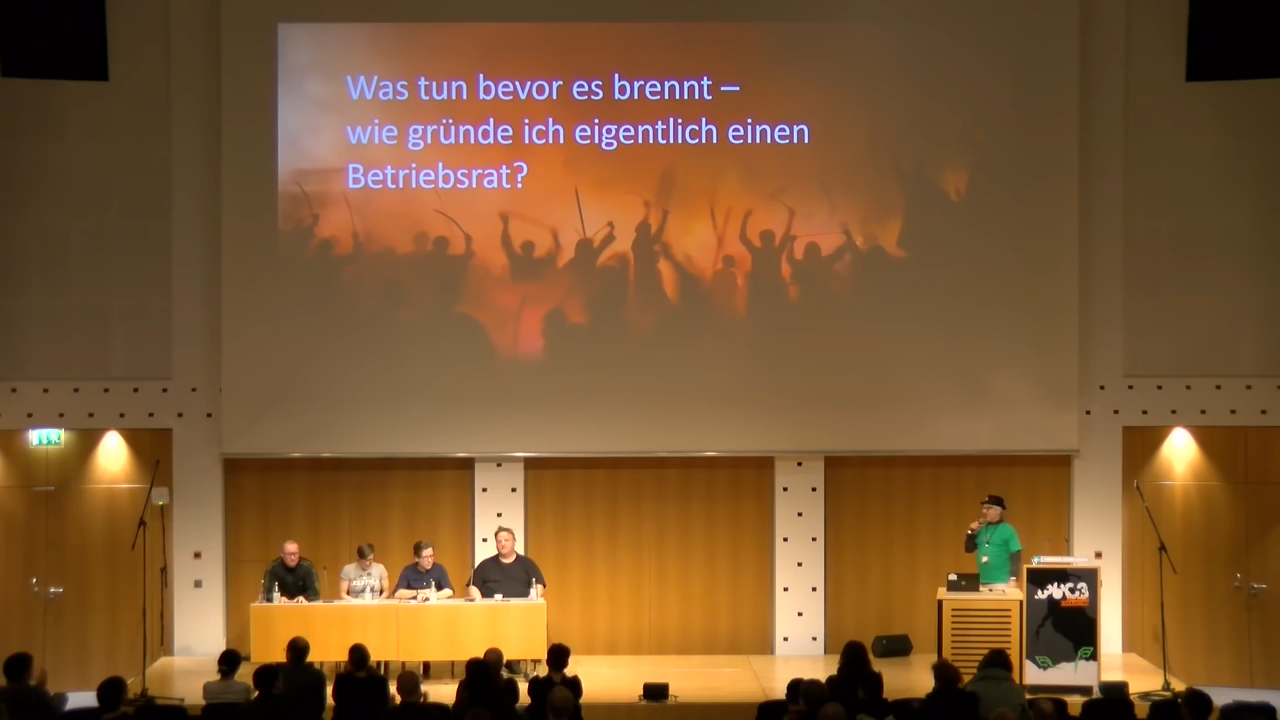 Was tun bevor es brennt –
wie gründe ich eigentlich einen
Betriebsrat?